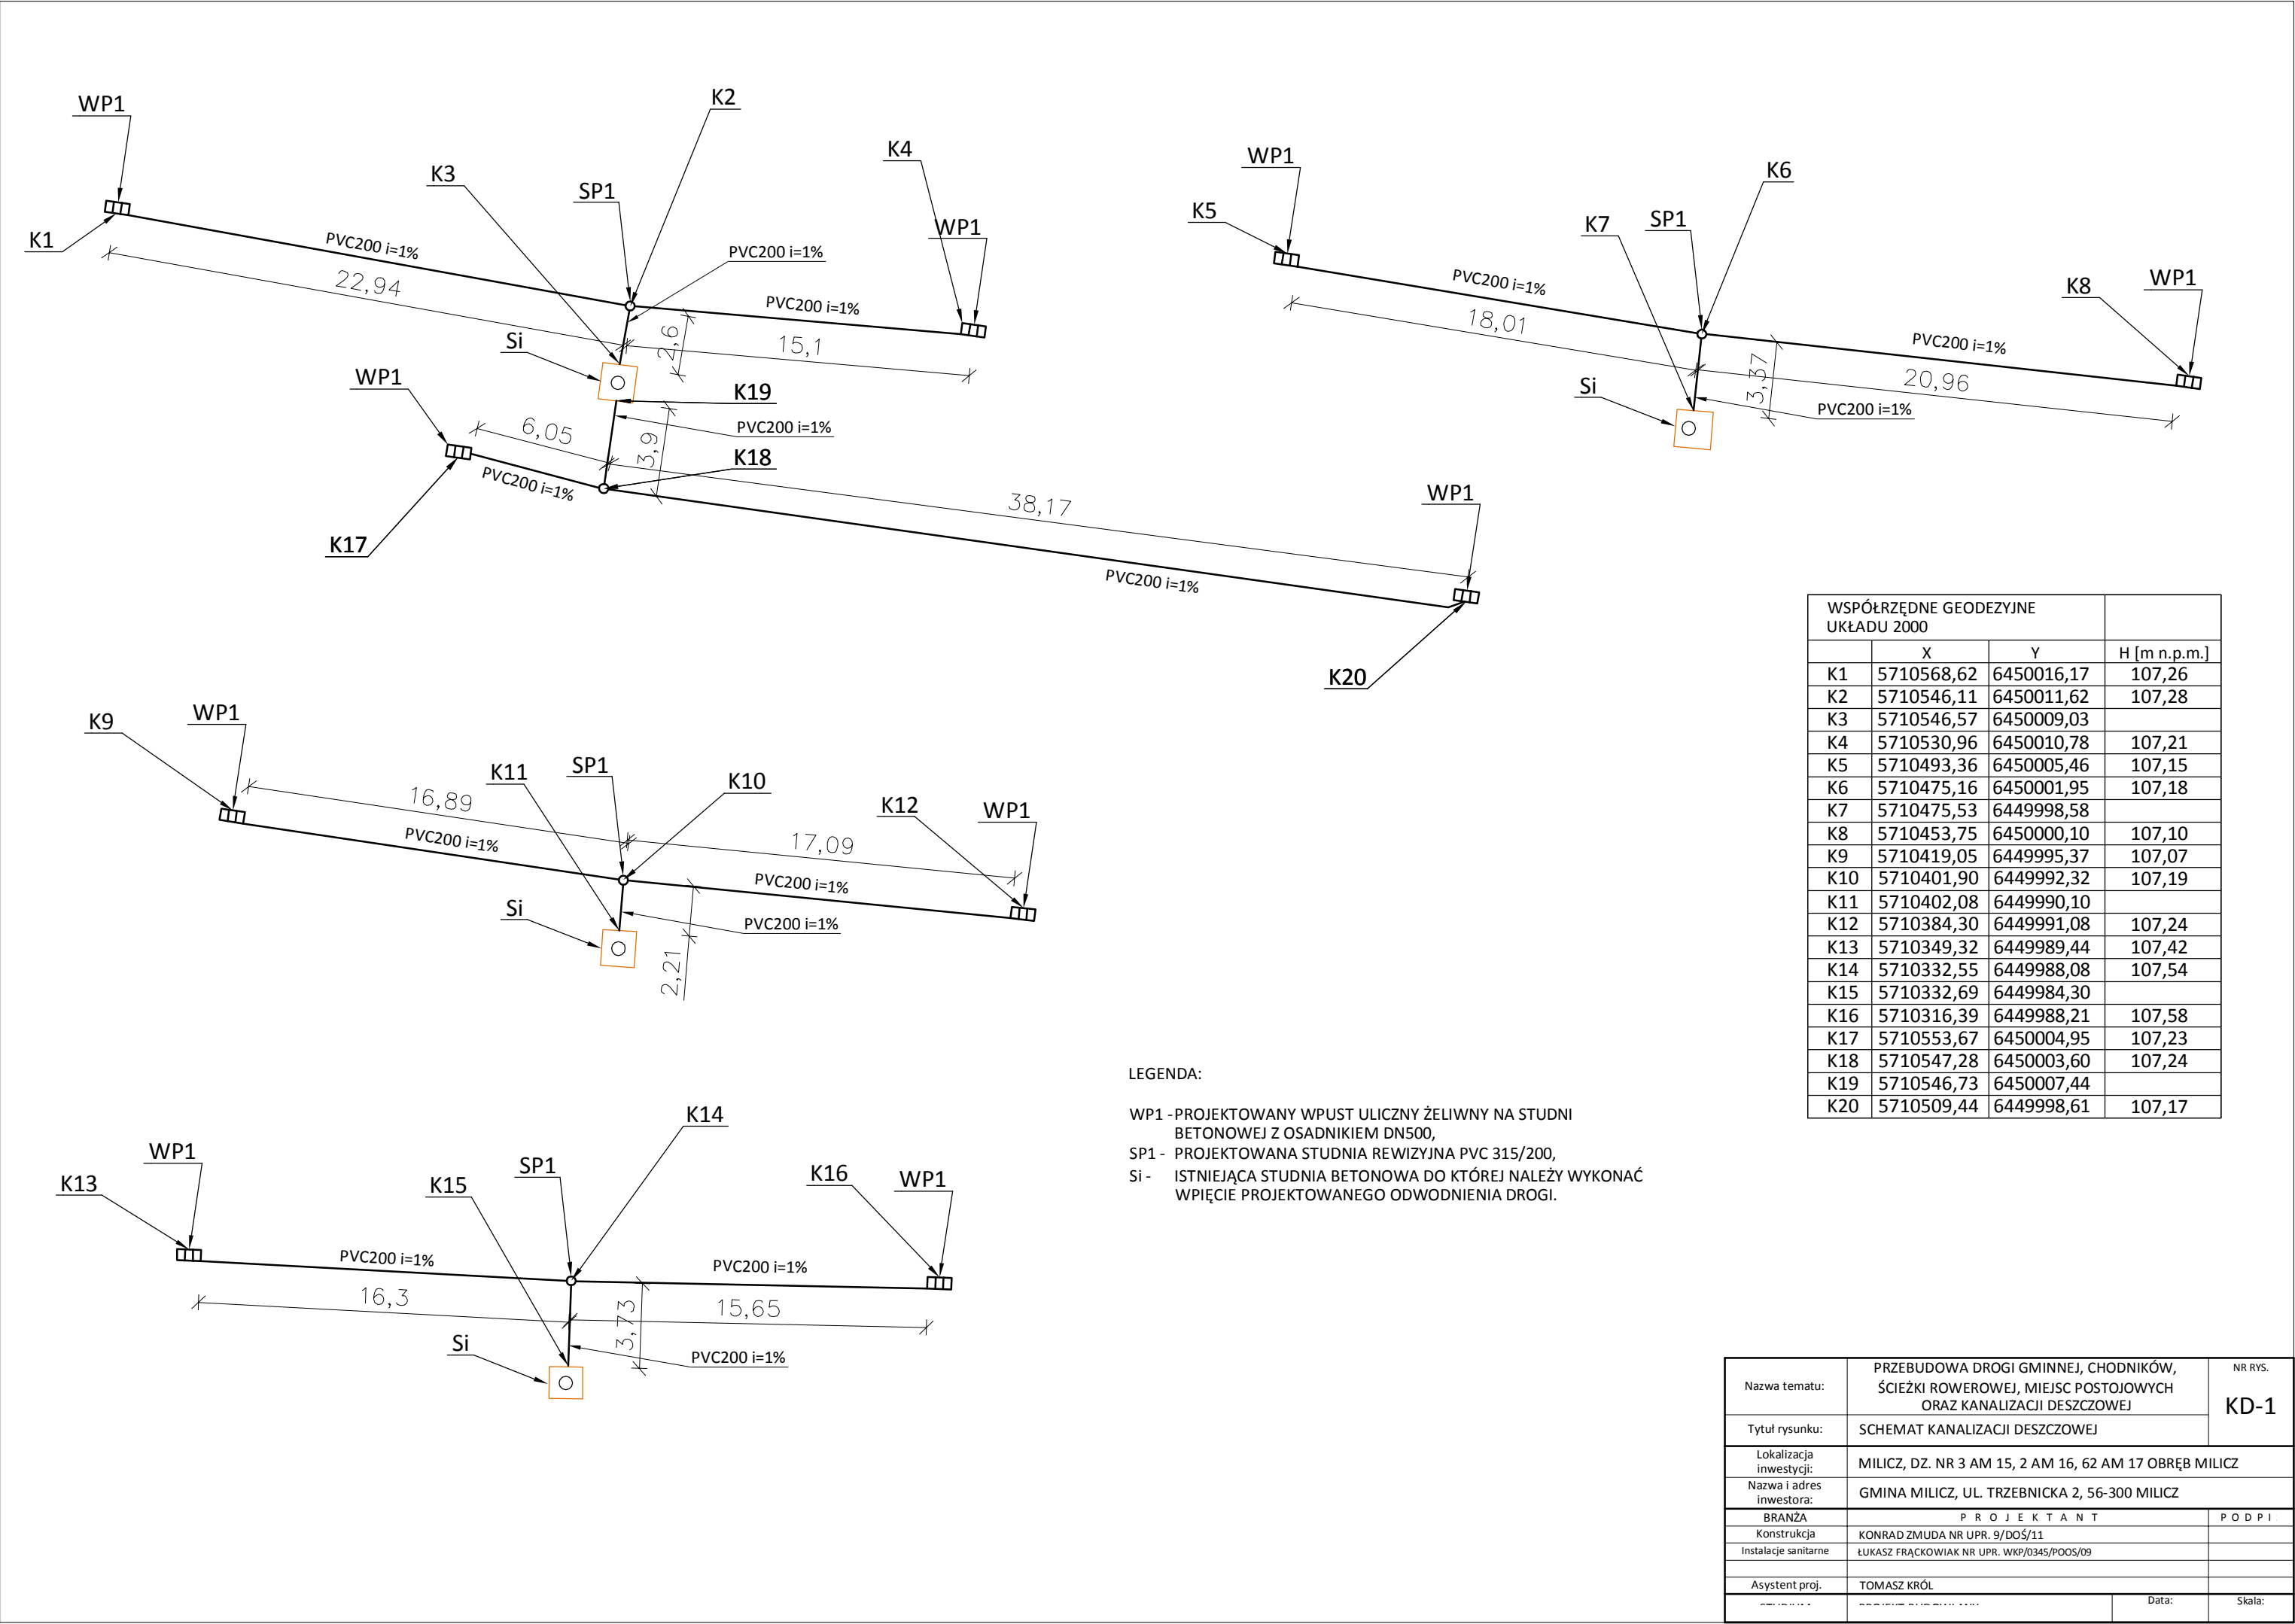 WP1
K1
PVC200 i=1%
22,94
K3
SP1
K2
PVC200 i=1%
K4
WP1
PVC200 i=1%
2,6
15,1
Si
K19
PVC200 i=1%
3,9
K18
WP1
6,05
PVC200 i=1%
K17
38,17
PVC200 i=1%
WP1
K20
WP1
K5
PVC200 i=1%
18,01
K7
SP1
K6
3,37
Si
PVC200 i=1%
PVC200 i=1%
20,96
K8
WP1
K9
WP1
16,89
PVC200 i=1%
K11
SP1
K10
K12
WP1
17,09
PVC200 i=1%
PVC200 i=1%
Si
2,21
K13
WP1
PVC200 i=1%
16,3
K15
SP1
K14
K16
WP1
PVC200 i=1%
15,65
3,73
Si
PVC200 i=1%
WSPÓŁRZĘDNE GEODEZYJNE
UKŁADU 2000
X Y H [m n.p.m.]
K1 5710568,62 6450016,17 107,26
K2 5710546,11 6450011,62 107,28
K3 5710546,57 6450009,03
K4 5710530,96 6450010,78 107,21
K5 5710493,36 6450005,46 107,15
K6 5710475,16 6450001,95 107,18
K7 5710475,53 6449998,58
K8 5710453,75 6450000,10 107,10
K9 5710419,05 6449995,37 107,07
K10 5710401,90 6449992,32 107,19
K11 5710402,08 6449990,10
K12 5710384,30 6449991,08 107,24
K13 5710349,32 6449989,44 107,42
K14 5710332,55 6449988,08 107,54
K15 5710332,69 6449984,30
K16 5710316,39 6449988,21 107,58
K17 5710553,67 6450004,95 107,23
K18 5710547,28 6450003,60 107,24
K19 5710546,73 6450007,44
K20 5710509,44 6449998,61 107,17
LEGENDA:
WP1 - PROJEKTOWANY WPUST ULICZNY ŻELIWNY NA STUDNI
BETONOWEJ Z OSADNIKIEM DN500,
SP1 - PROJEKTOWANA STUDNIA REWIZYJNA PVC 315/200,
Si - ISTNIEJĄCA STUDNIA BETONOWA DO KTÓREJ NALEŻY WYKONAĆ
WPIĘCIE PROJEKTOWANEGO ODWODNIENIA DROGI.
Nazwa tematu:
PRZEBUDOWA DROGI GMINNEJ, CHODNIKÓW,
ŚCIEŻKI ROWEROWEJ, MIEJSC POSTOJOWYCH
ORAZ KANALIZACJI DESZCZOWEJ
NR RYS.
KD-1
Tytuł rysunku: SCHEMAT KANALIZACJI DESZCZOWEJ
Lokalizacja
inwestycji:
MILICZ, DZ. NR 3 AM 15, 2 AM 16, 62 AM 17 OBRĘB MILICZ
Nazwa i adres
inwestora:
GMINA MILICZ, UL. TRZEBNICKA 2, 56-300 MILICZ
BRANŻA P R O J E K T A N T P O D P I
Konstrukcja KONRAD ZMUDA NR UPR. 9/DOŚ/11
Instalacje sanitarne ŁUKASZ FRĄCKOWIAK NR UPR. WKP/0345/POOS/09
Asystent proj. TOMASZ KRÓL
Data: Skala: